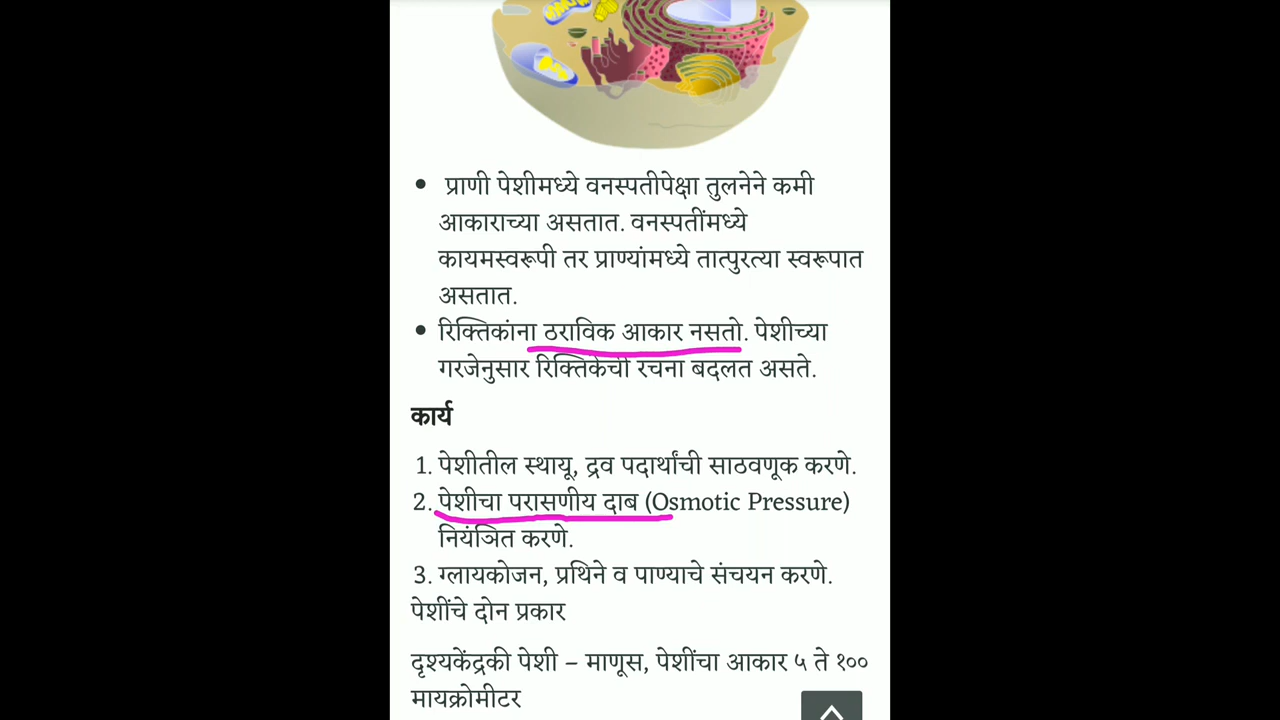 प्राणी पेशीमध्ये वनस्पतीपेक्षा तुलनेने कमी
आकाराच्या असतात. वनस्पतींमध्ये
कायमस्वरूपी तर प्राण्यांमध्ये तात्पुरत्या स्वरूपात
असतात.
रिक्तिकांना ठराविक आकार नसतो. पेशीच्या
गरजेनुसार रिक्तिकेची रचना बदलत असते.
कार्य
1. पेशीतील स्थायू, द्रव पदार्थांची साठवणूक करणे.
2. पेशीचा परासणीय दाब (Osmotic Pressure)
नियंञित करणे.
3. ग्लायकोजन, प्रथिने व पाण्याचे संचयन करणे.
पेशींचे दोन प्रकार
दृश्यकेंद्रकी पेशी – माणूस, पेशींचा आकार ५ ते १००
मायक्रोमीटर